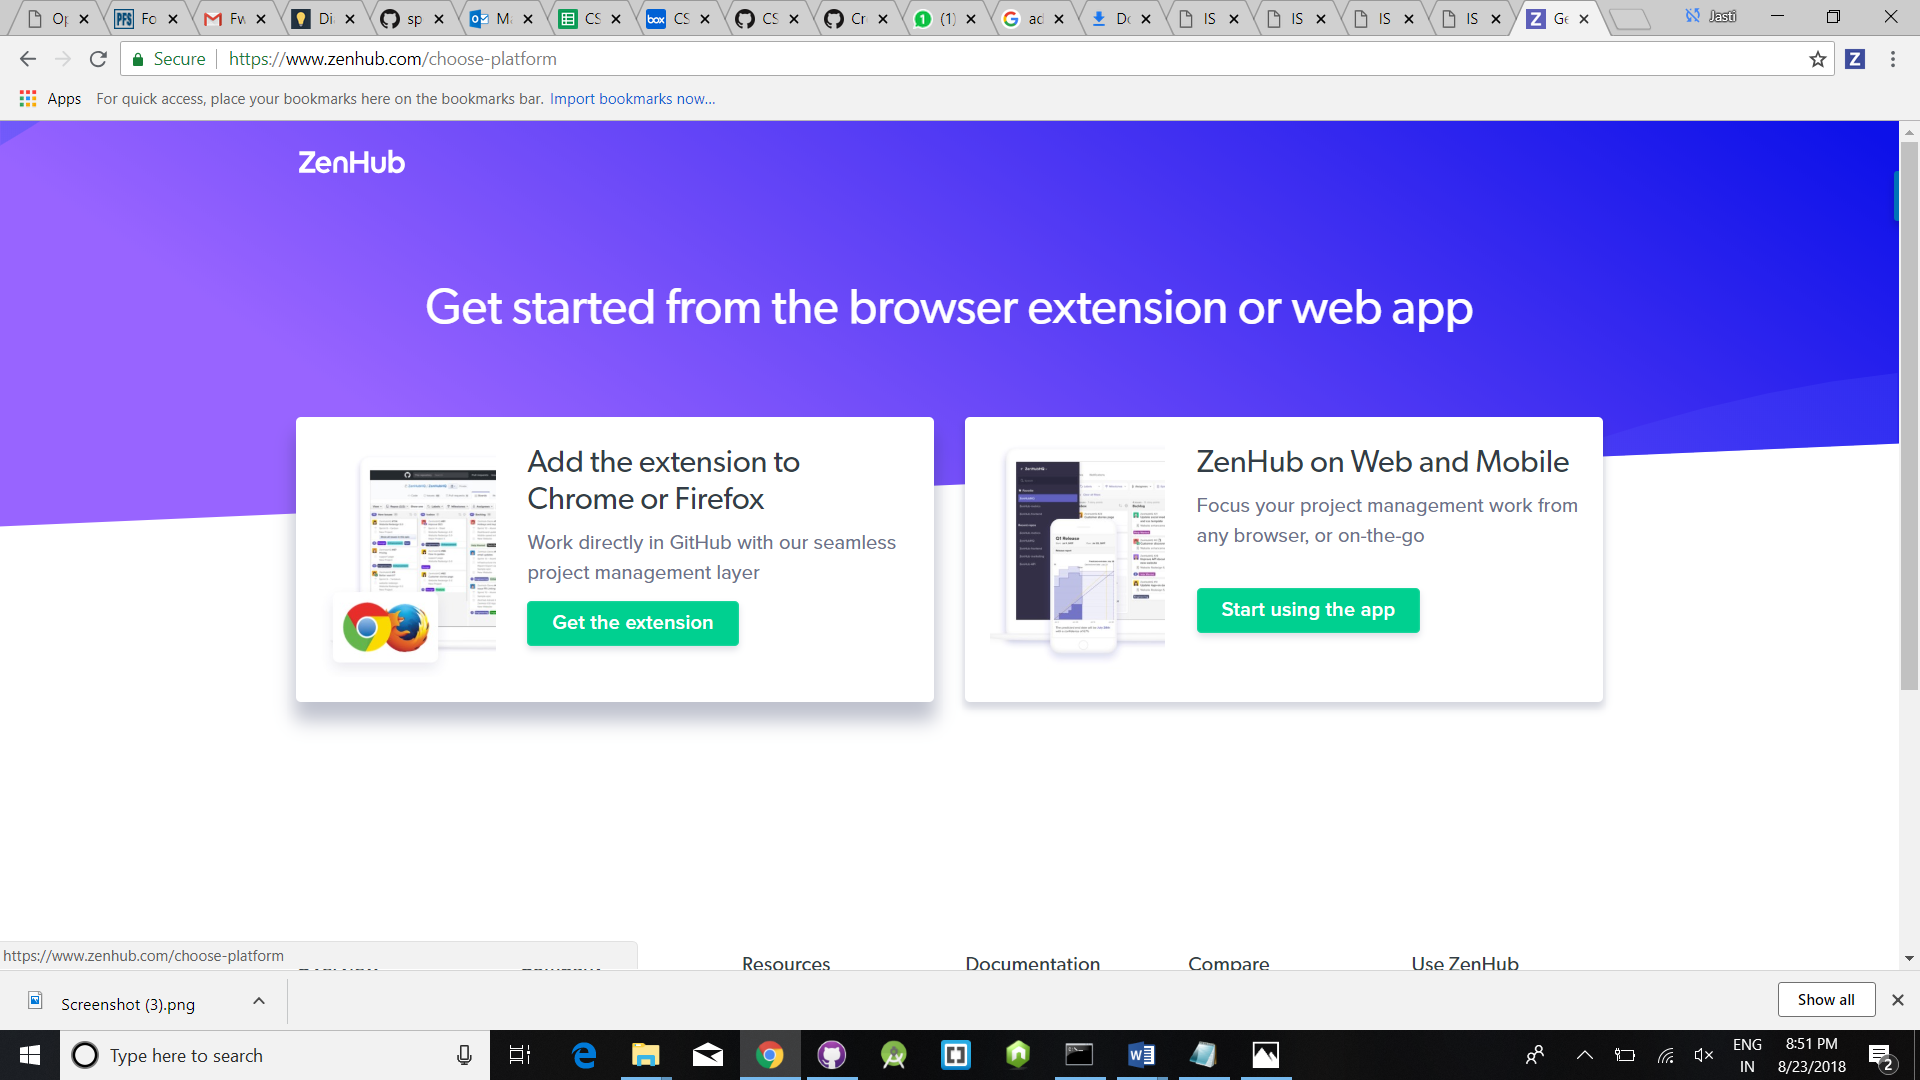 Op
Fo
Fw
Di
sp
Ma
CS
CS
CS
Cr
(1)
ad
Do
IS
IS
IS
IS
Ge
Jasti
Secure
https://www.zenhub.com/choose-platform
Apps
For quick access, place your bookmarks here on the bookmarks bar. Import bookmarks now...
ZenHub
Get started from the browser extension or web app
Add the extension to
Chrome or Firefox
Work directly in GitHub with our seamless
project management layer
Get the extension
ZenHub on Web and Mobile
Focus your project management work from
any browser, or on-the-go
Start using the app
Q1 Release
https://www.zenhub.com/choose-platform
Resources
Documentation
Compare
Use ZenHub
Screenshot (3).png
Show all
Type here to search
ENG
IN
8:51 PM
8/23/2018
2